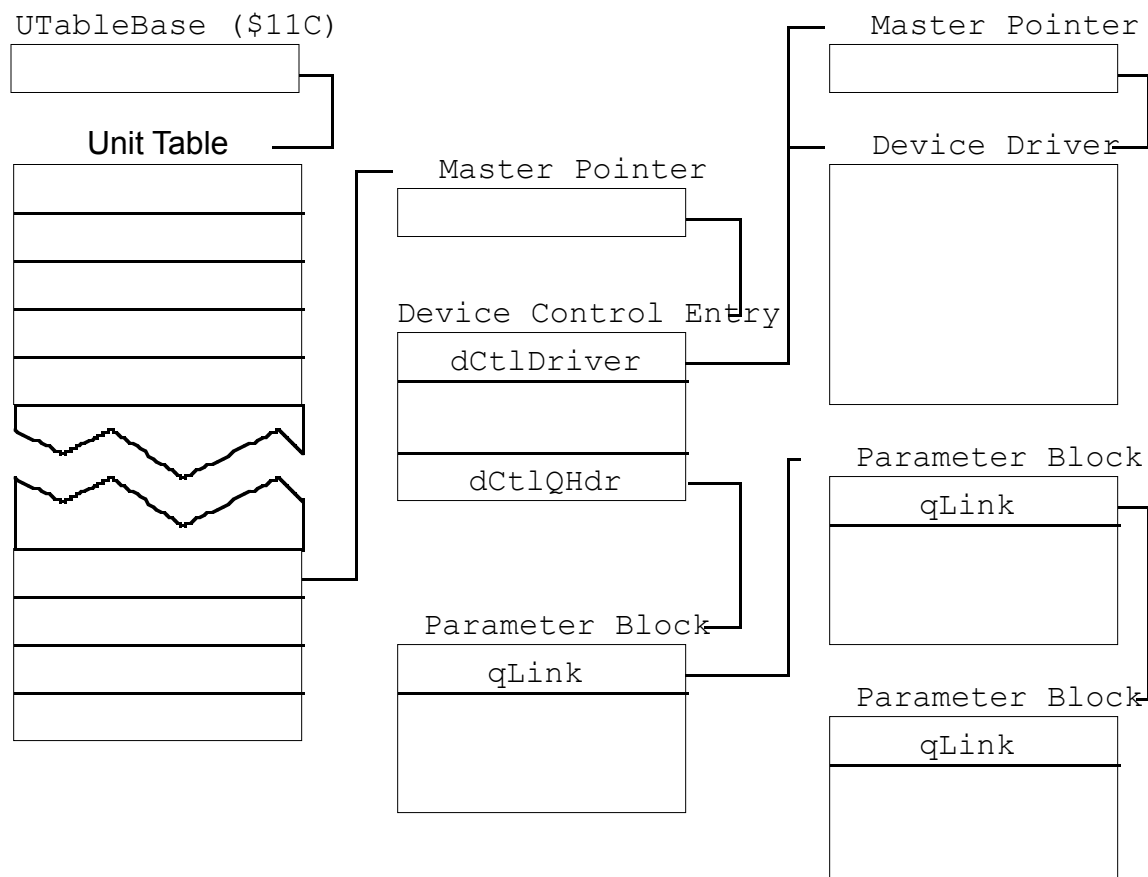 UTableBase ($11C)
Unit Table
Master Pointer
Device Control Entry
dCtlDriver
dCtlQHdr
Parameter Block
qLink
Master Pointer
Device Driver
Parameter Block
qLink
Parameter Block
qLink